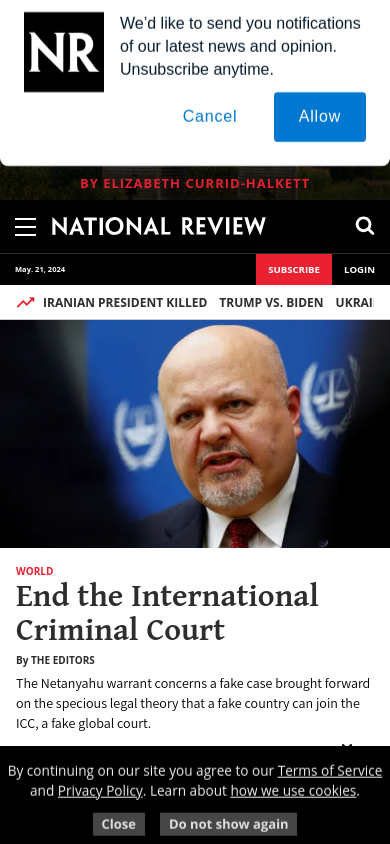 NR
We'd like to send you notifications
of our latest news and opinion.
Unsubscribe anytime.
Cancel
Allow
BY ELIZABETH CURRID-HALKETT
NATIONAL REVIEW
May. 21, 2024
SUBSCRIBE
LOGIN
IRANIAN PRESIDENT KILLED
TRUMP VS. BIDEN
UKRAI
WORLD
End the International
Criminal Court
By THE EDITORS
The Netanyahu warrant concerns a fake case brought forward
on the specious legal theory that a fake country can join the
ICC, a fake global court.
By continuing on our site you agree to our Terms of Service
and Privacy Policy. Learn about how we use cookies.
Close
Do not show again